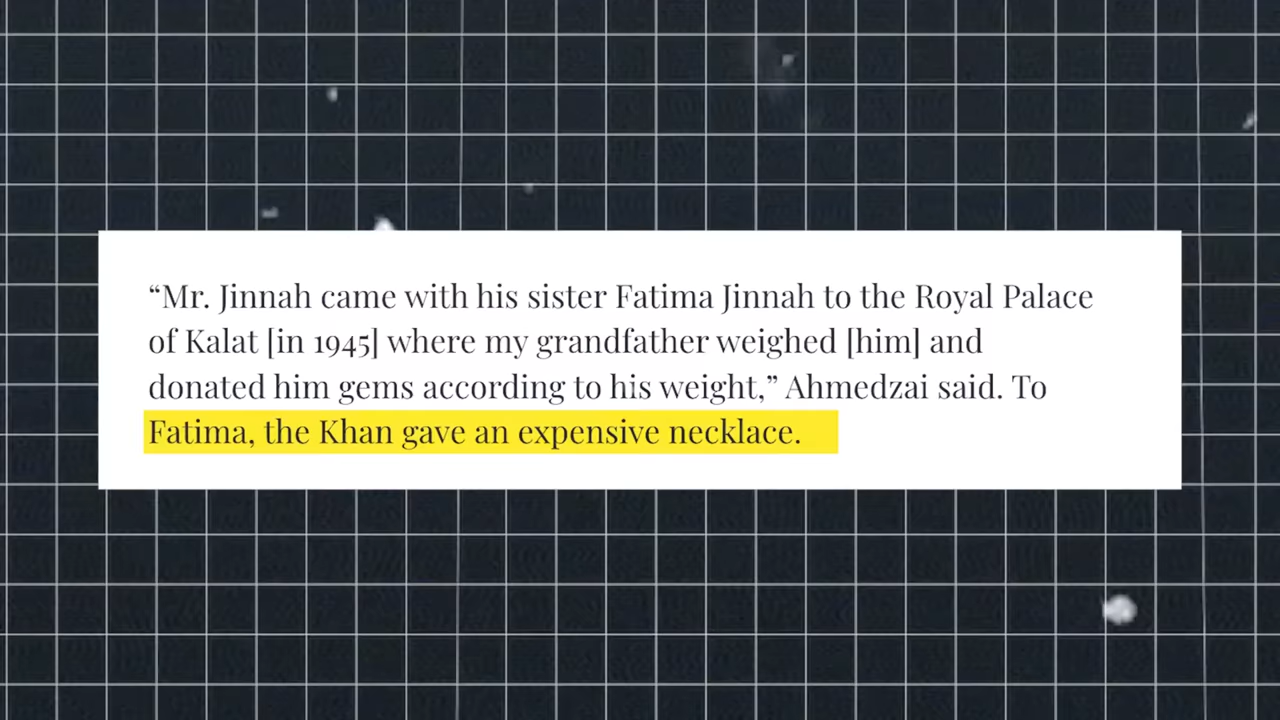 “Mr. Jinnah came with his sister Fatima Jinnah to the Royal Palace
of Kalat [in 1945] where my grandfather weighed [him] and
donated him gems according to his weight,” Ahmedzai said. To
Fatima, the Khan gave an expensive necklace.